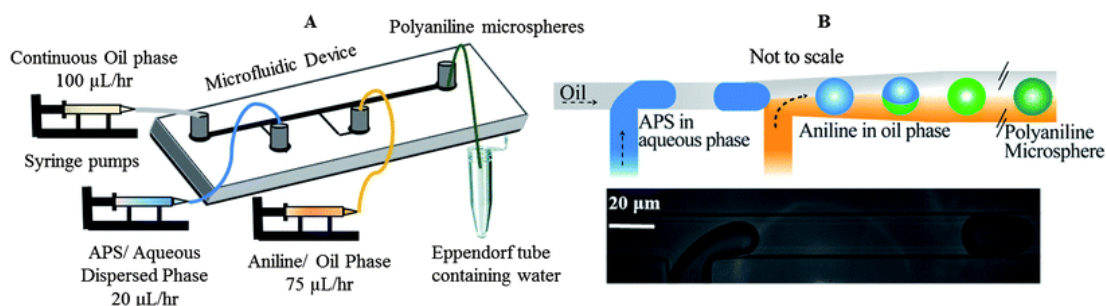 A
Continuous Oil phase
100 µL/hr
Microfluidic Device
Polyaniline microspheres
Syringe pumps
APS/ Aqueous
Dispersed Phase
20 µL/hr
Aniline/ Oil Phase
75 µL/hr
Eppendorf tube
containing water
B
Not to scale
Oil
APS in
aqueous phase
Aniline in oil phase
Polyaniline
Microsphere
20 µm